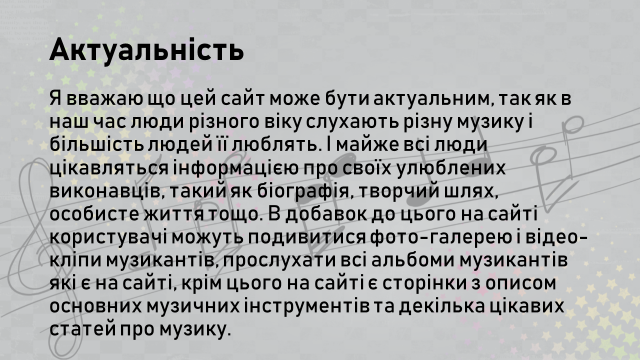 Актуальність
Я вважаю що цей сайт може бути актуальним, так як в
наш час люди різного віку слухають різну музику і
більшість людей її люблять. І майже всі люди
цікавляться інформацією про своїх улюблених
виконавців, такий як біографія, творчий шлях,
особисте життя тощо. В добавок до цього на сайті
користувачі можуть подивитися фото-галерею і відео-
кліпи музикантів, прослухати всі альбоми музикантів
які є на сайті, крім цього на сайті є сторінки з описом
основних музичних інструментів та декілька цікавих
статей про музику.